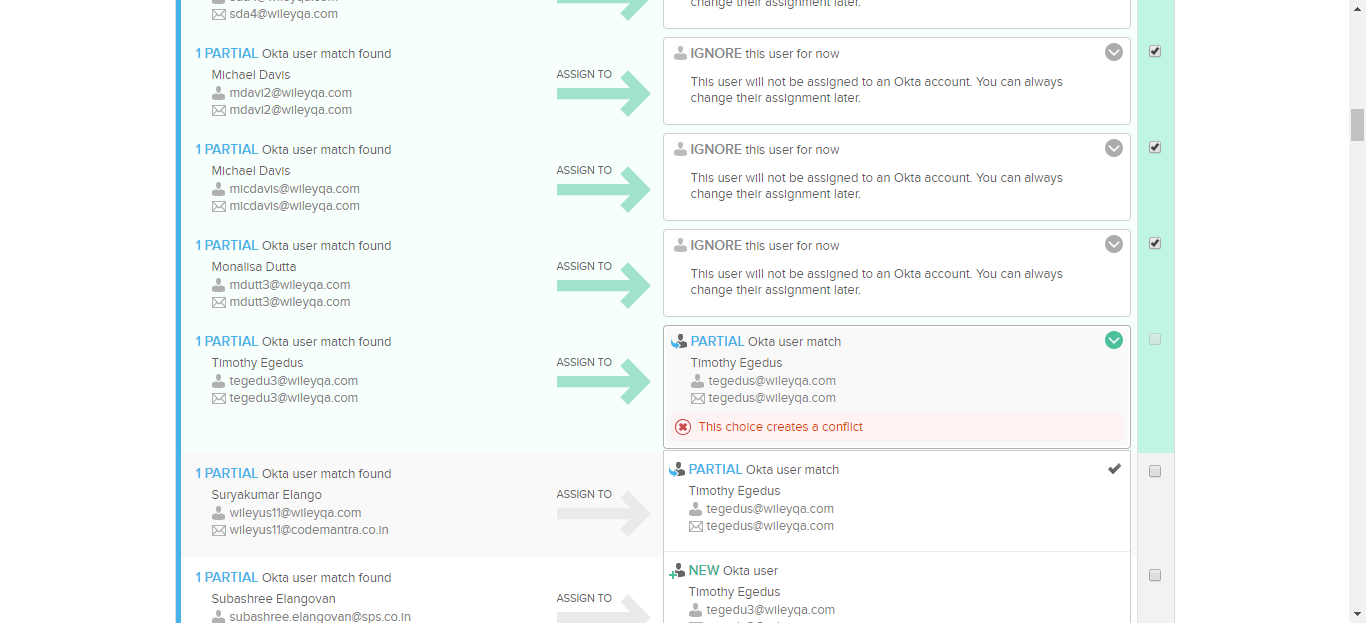 sda4@wileyqa.com
change their assignment later.
1 PARTIAL Okta user match found
Michael Davis
mdavi2@wileyqa.com
mdavi2@wileyqa.com
ASSIGN TO
IGNORE this user for now
This user will not be assigned to an Okta account. You can always
change their assignment later.
1 PARTIAL Okta user match found
Michael Davis
micdavis@wileyqa.com
micdavis@wileyqa.com
ASSIGN TO
IGNORE this user for now
This user will not be assigned to an Okta account. You can always
change their assignment later.
1 PARTIAL Okta user match found
Monalisa Dutta
mdutt3@wileyqa.com
mdutt3@wileyqa.com
ASSIGN TO
IGNORE this user for now
This user will not be assigned to an Okta account. You can always
change their assignment later.
1 PARTIAL Okta user match found
Timothy Egedus
tegedu3@wileyqa.com
tegedu3@wileyqa.com
ASSIGN TO
PARTIAL Okta user match
Timothy Egedus
tegedus@wileyqa.com
tegedus@wileyqa.com
This choice creates a conflict
1 PARTIAL Okta user match found
Suryakumar Elango
wileyus11@wileyqa.com
wileyus11@codemantra.co.in
ASSIGN TO
PARTIAL Okta user match
Timothy Egedus
tegedus@wileyqa.com
tegedus@wileyqa.com
1 PARTIAL Okta user match found
Subashree Elangovan
subashree.elangovan@sps.co.in
ASSIGN TO
NEW Okta user
Timothy Egedus
tegedu3@wileyqa.com